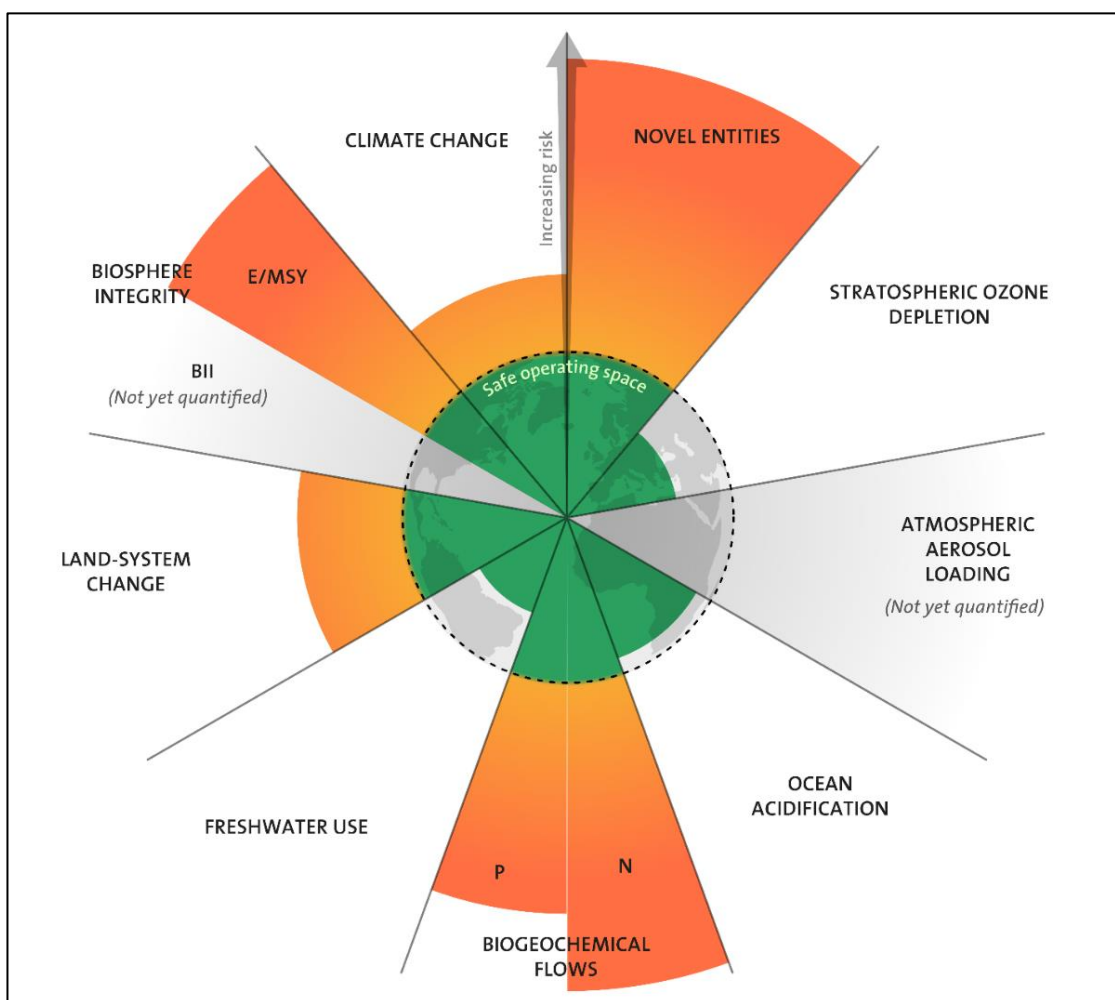 CLIMATE CHANGE
Increasing risk
NOVEL ENTITIES
BIOSPHERE
INTEGRITY
E/MSY
STRATOSPHERIC OZONE
DEPLETION
Safe operating space
BII
(Not yet quantified)
ATMOSPHERIC
AEROSOL
LOADING
(Not yet quantified)
LAND-SYSTEM
CHANGE
OCEAN
ACIDIFICATION
FRESHWATER USE
P
N
BIOGEOCHEMICAL
FLOWS